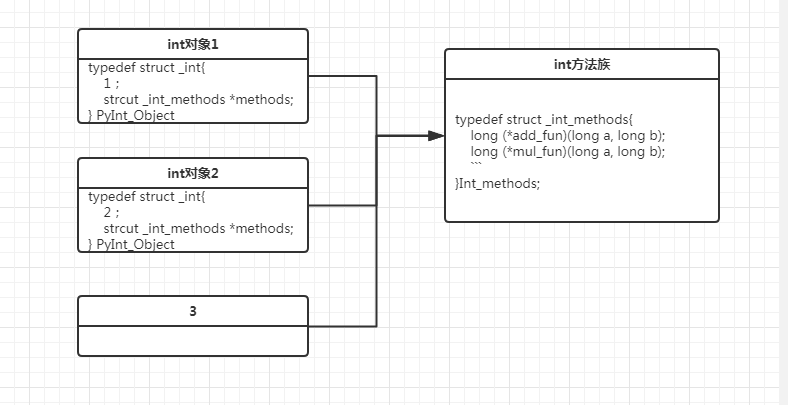 int对象1
typedef struct _int{
1 ;
strcut _int_methods *methods;
} PyInt_Object
int对象2
typedef struct _int{
2 ;
strcut _int_methods *methods;
} PyInt_Object
3
int方法族
typedef struct _int_methods{
long (*add_fun)(long a, long b);
long (*mul_fun)(long a, long b);
```
}Int_methods;